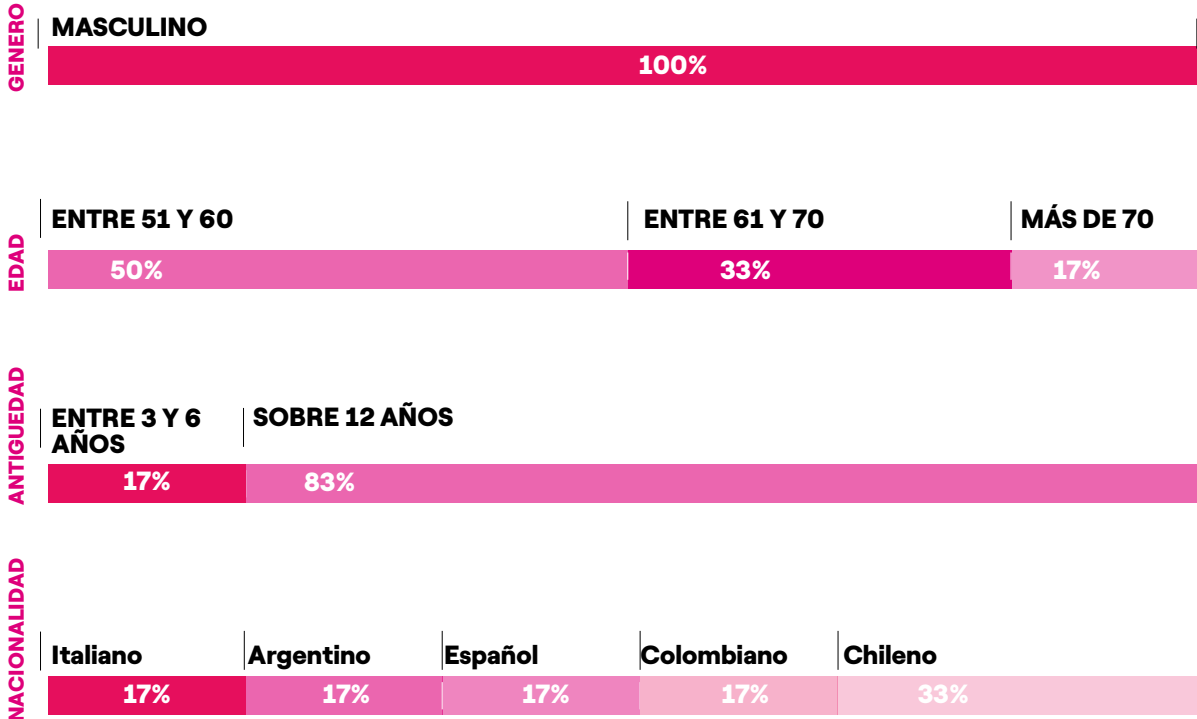 GENERO
MASCULINO
100%
EDAD
ENTRE 51 Y 60
ENTRE 61 Y 70
MÁS DE 70
50%
33%
17%
ANTIGUEDAD
ENTRE 3 Y 6
AÑOS
SOBRE 12 AÑOS
17%
83%
NACIONALIDAD
Italiano
Argentino
Español
Colombiano
Chileno
17%
17%
17%
17%
33%